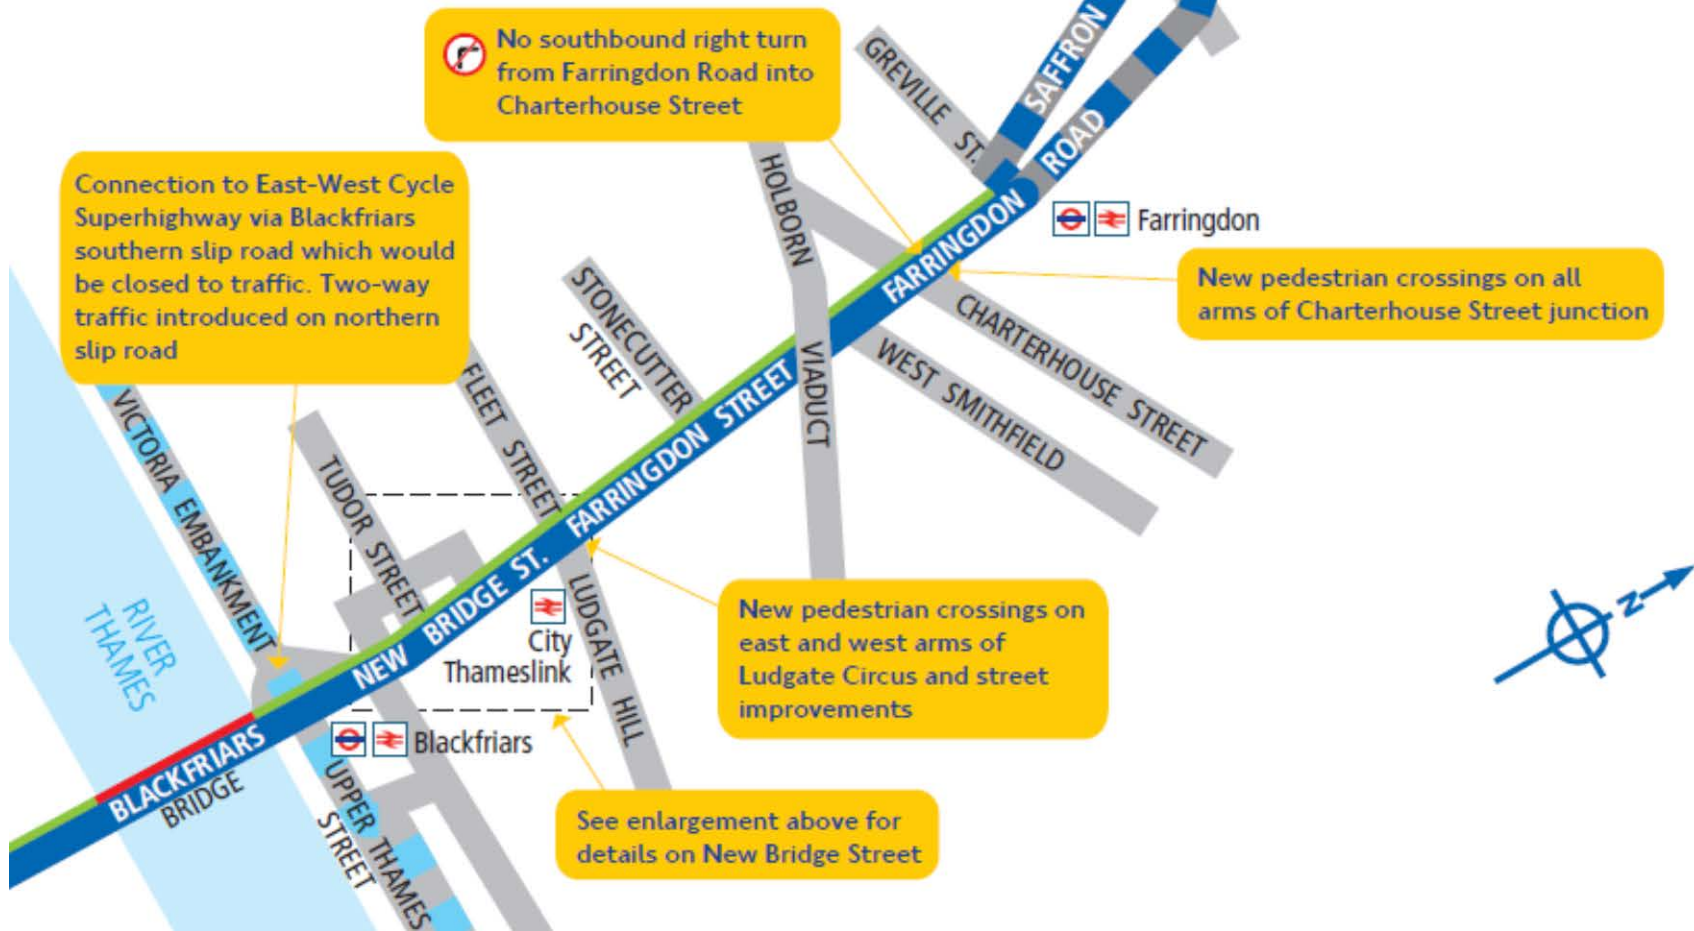 No southbound right turn
from Farringdon Road into
Charterhouse Street
GREVILLE ST.
SAFFRON
ROAD
Connection to East-West Cycle
Superhighway via Blackfriars
southern slip road which would
be closed to traffic. Two-way
traffic introduced on northern
slip road
HOLBORN
VIADUCT
FARRINGDON
Farringdon
New pedestrian crossings on all
arms of Charterhouse Street junction
STONECUTTER
STREET
CHARTERHOUSE STREET
WEST SMITHFIELD
FARRINGDON STREET
FLEET STREET
VICTORIA EMBANKMENT
TUDOR STREET
NEW BRIDGE ST.
City
Thameslink
LUDGATE HILL
New pedestrian crossings on
east and west arms of
Ludgate Circus and street
improvements
N
RIVER
THAMES
BLACKFRIARS
BRIDGE
Blackfriars
UPPER THAMES
STREET
See enlargement above for
details on New Bridge Street